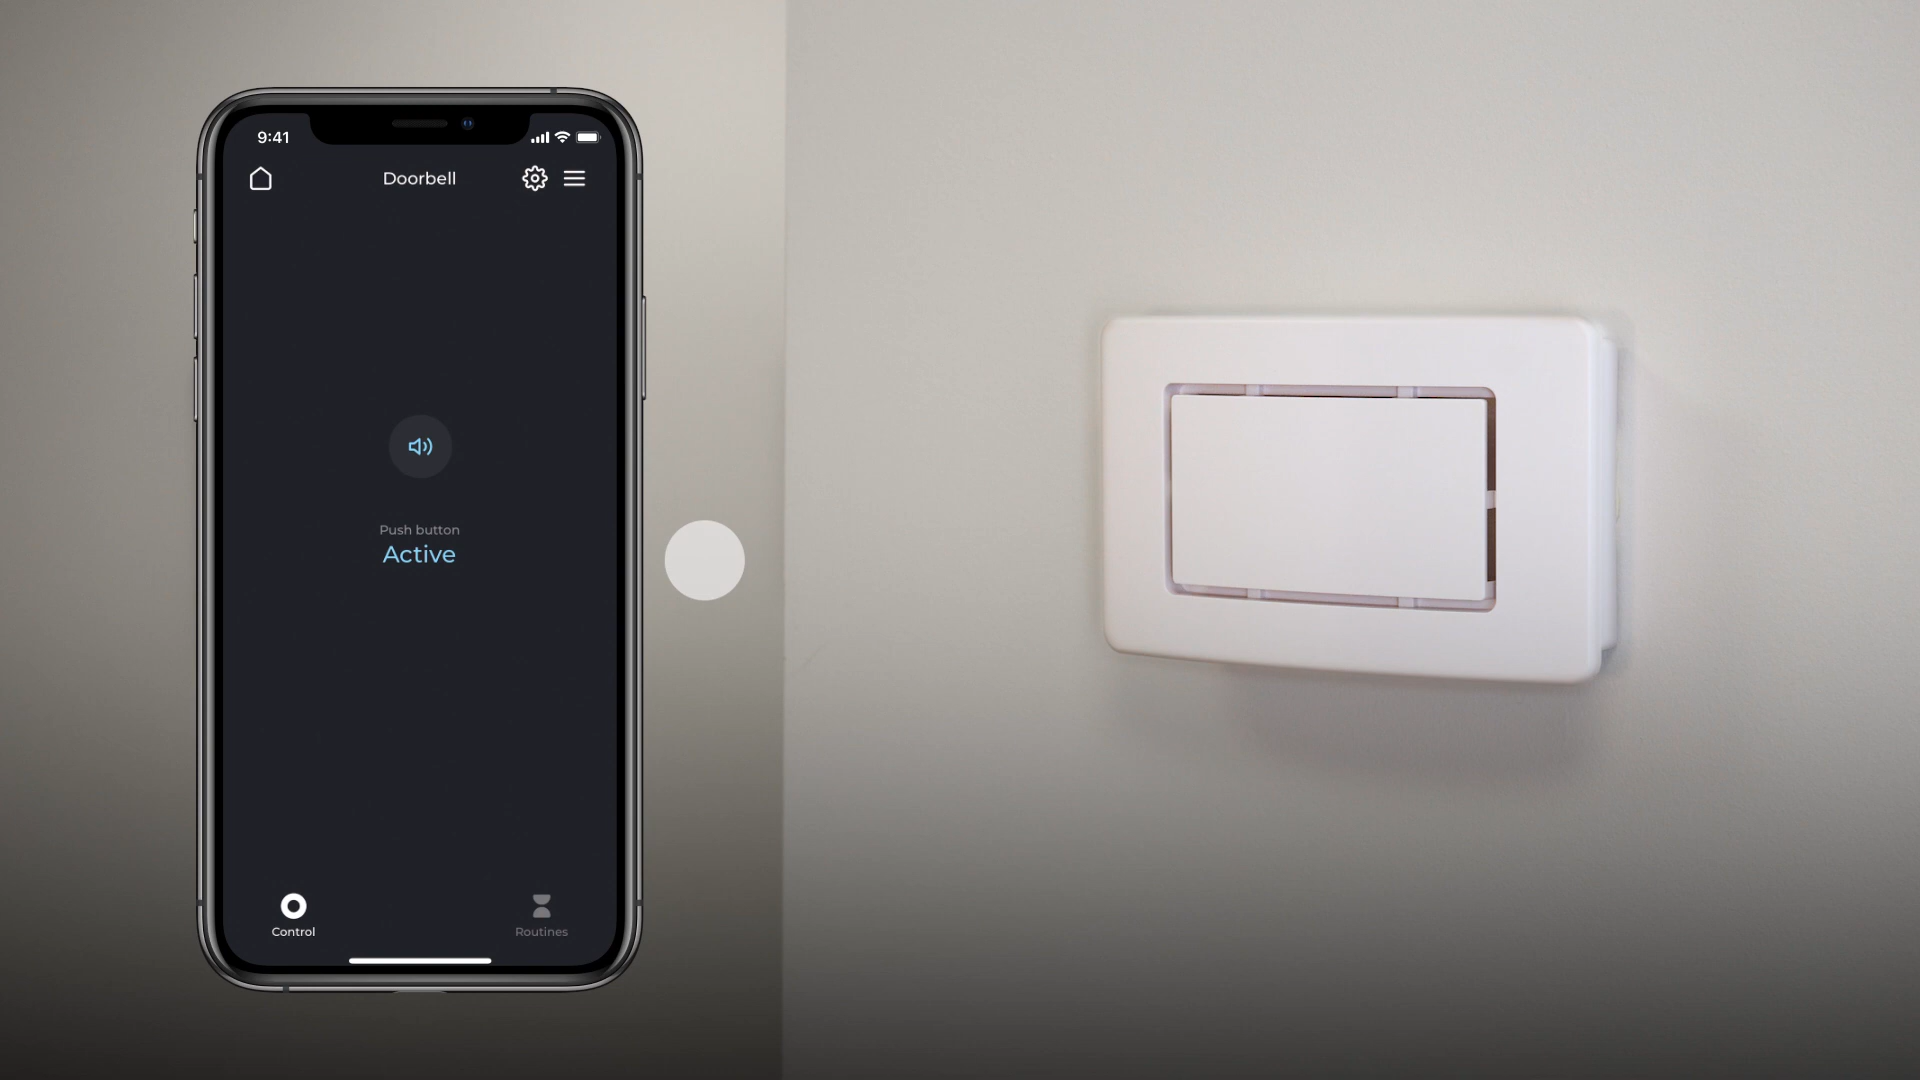 9:41
Doorbell
Push button
Active
Control
Routines